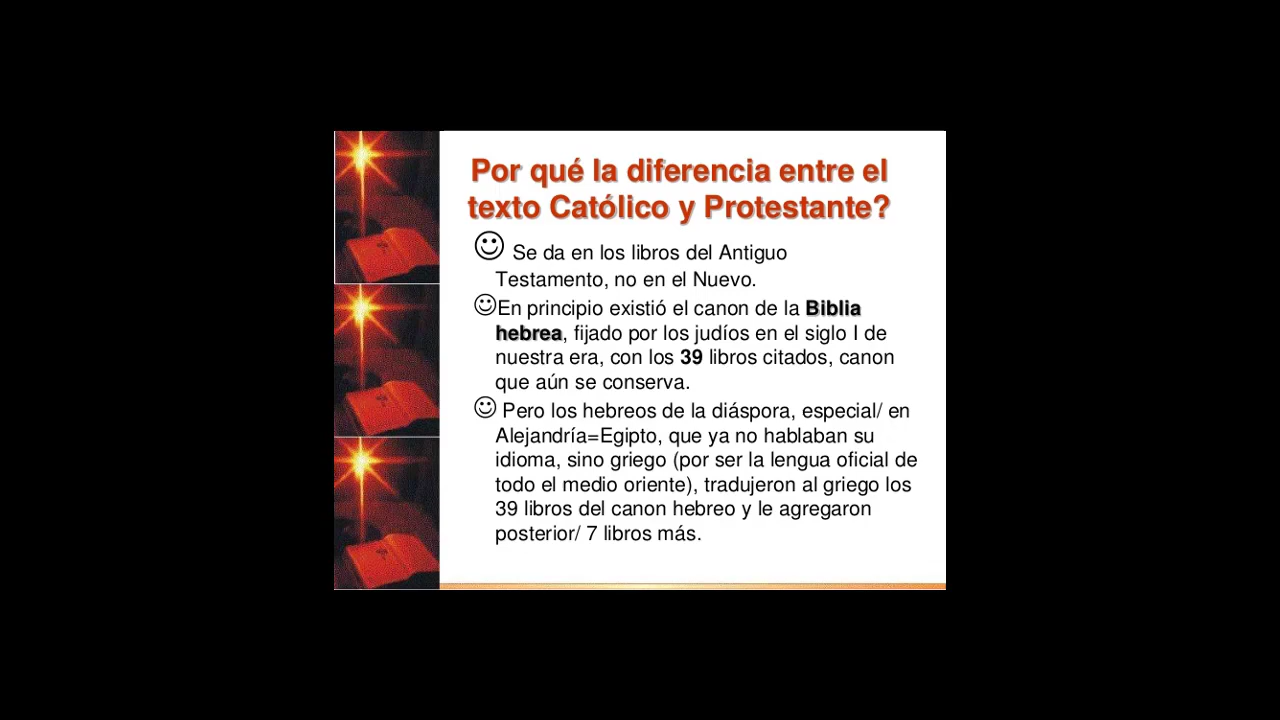 Por qué la diferencia entre el
texto Católico y Protestante?
Se da en los libros del Antiguo
Testamento, no en el Nuevo.
En principio existió el canon de la Biblia
hebrea, fijado por los judíos en el siglo I de
nuestra era, con los 39 libros citados, canon
que aún se conserva.
Pero los hebreos de la diáspora, especial/ en
Alejandría=Egipto, que ya no hablaban su
idioma, sino griego (por ser la lengua oficial de
todo el medio oriente), tradujeron al griego los
39 libros del canon hebreo y le agregaron
posterior/ 7 libros más.